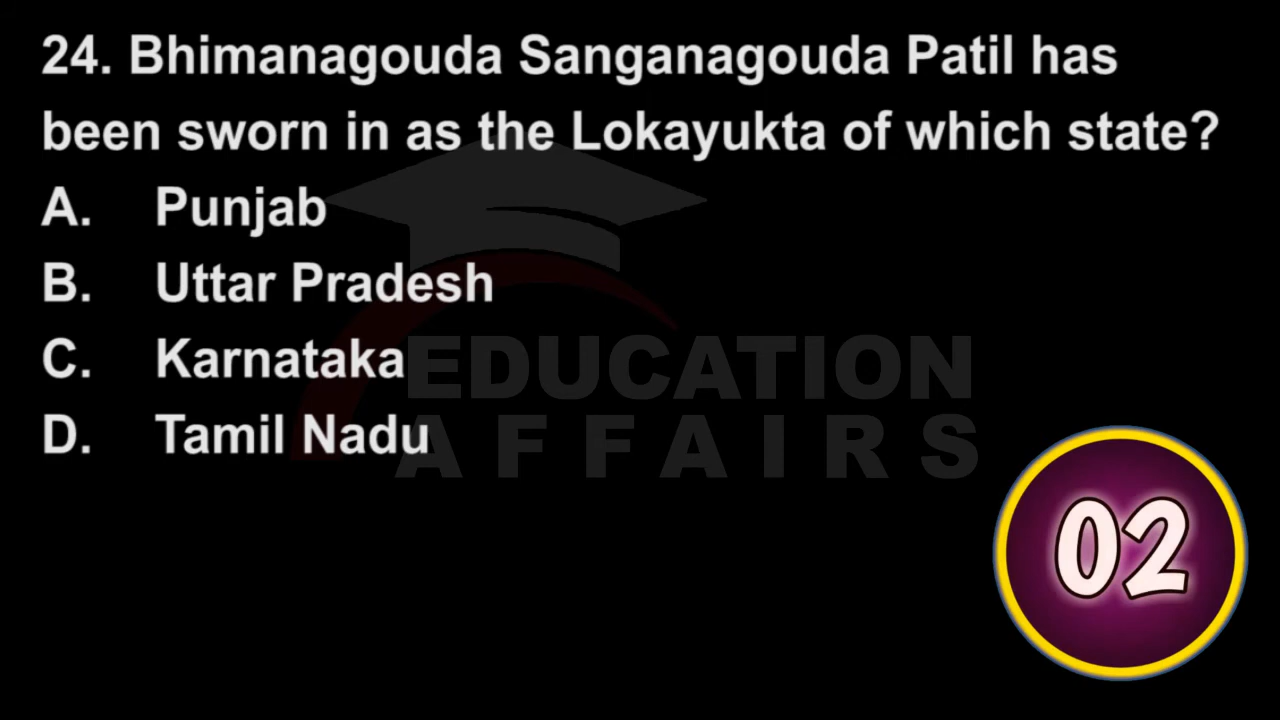 24. Bhimanagouda Sanganagouda Patil has
been sworn in as the Lokayukta of which state?
A. Punjab
B. Uttar Pradesh
C. Karnataka
D. Tamil Nadu
EDUCATION
AFFAIRS
02